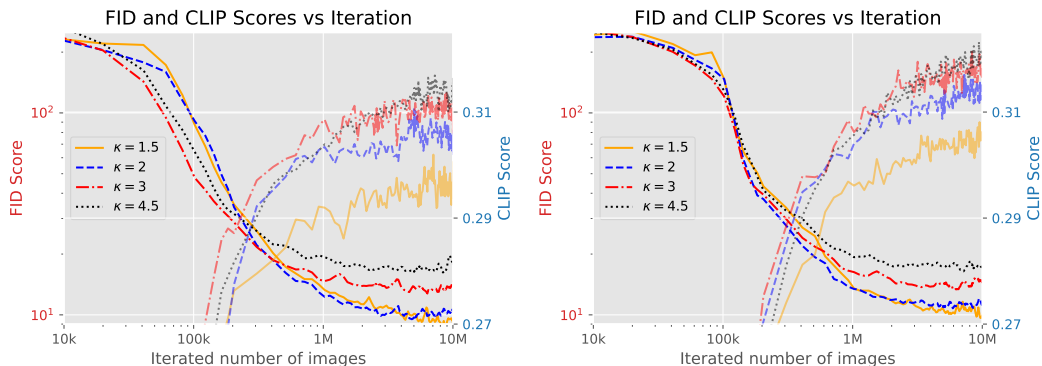 FID and CLIP Scores vs Iteration
FID Score
10²
10¹
κ = 1.5
κ = 2
κ = 3
κ = 4.5
0.31
0.29
0.27
CLIP Score
10k
100k
1M
10M
Iterated number of images
FID and CLIP Scores vs Iteration
FID Score
10²
10¹
κ = 1.5
κ = 2
κ = 3
κ = 4.5
0.31
0.29
0.27
CLIP Score
10k
100k
1M
10M
Iterated number of images